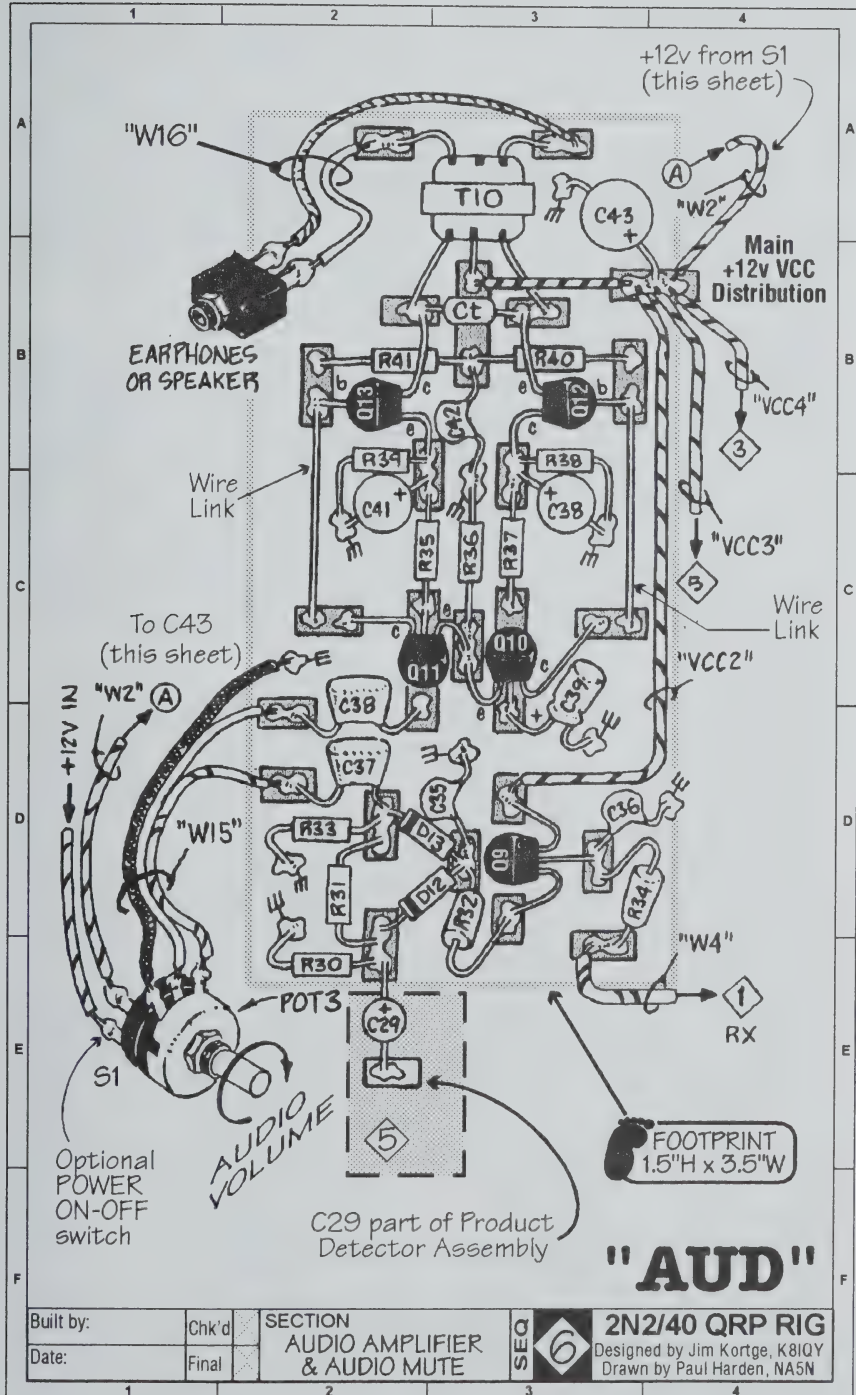 1 2 3 4
A
B
C
D
E
F
A
B
C
D
E
F
+12v from S1
(this sheet)
"W16"
T10
C43
+
A
"W2"
Main
+12v VCC
Distribution
Ct
EARPHONES
OR SPEAKER
R41
R40
b
Q13
c
e
e
Q12
b
c
C42
"VCC4"
3
R39
R38
Wire
Link
+
C41
+
C38
R35
R36
R37
"VCC3"
5
To C43
(this sheet)
c
e
Q11
Q10
c
e
Wire
Link
"VCC2"
+12V IN
"W2" A
E
C38
+
C39
E
C37
E
C35
E
C36
"W15"
R33
D13
Q9
E
R31
D12
R32
R34
E
R30
"W4"
1
RX
POT3
+
C29
S1
AUDIO
VOLUME
5
FOOTPRINT
1.5"H x 3.5"W
Optional
POWER
ON-OFF
switch
C29 part of Product
Detector Assembly
"AUD"
Built by:
Chk'd
Date:
Final
SECTION
AUDIO AMPLIFIER
& AUDIO MUTE
SEQ
6
2N2/40 QRP RIG
Designed by Jim Kortge, K8IQY
Drawn by Paul Harden, NA5N
1 2 3 4